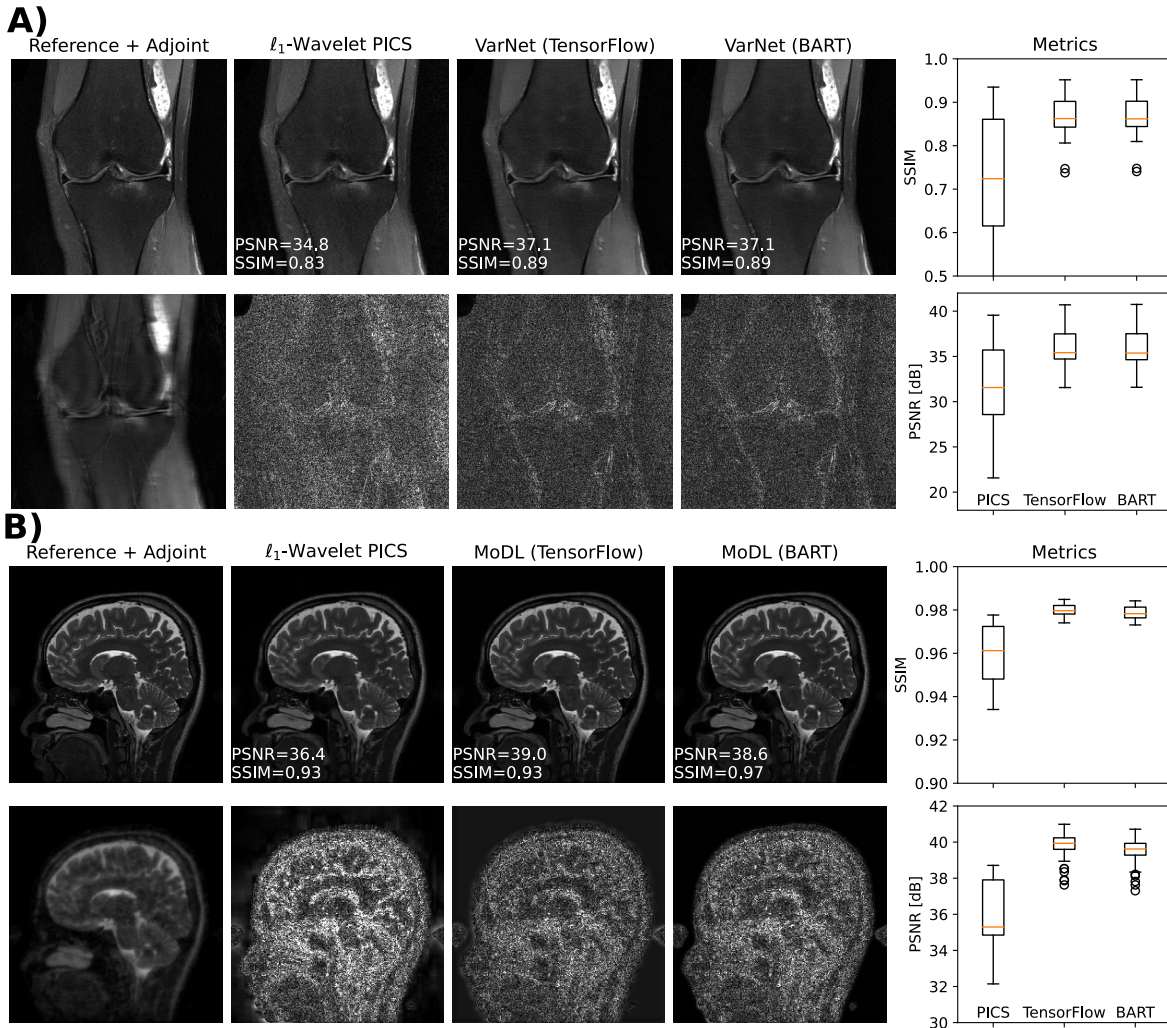 A)
Reference + Adjoint
ℓ₁-Wavelet PICS
VarNet (TensorFlow)
VarNet (BART)
Metrics
PSNR=34.8
SSIM=0.83
PSNR=37.1
SSIM=0.89
PSNR=37.1
SSIM=0.89
1.0
0.9
0.8
0.7
0.6
0.5
SSIM
40
35
30
25
20
PSNR [dB]
PICS TensorFlow BART
B)
Reference + Adjoint
ℓ₁-Wavelet PICS
MoDL (TensorFlow)
MoDL (BART)
Metrics
PSNR=36.4
SSIM=0.93
PSNR=39.0
SSIM=0.93
PSNR=38.6
SSIM=0.97
1.00
0.98
0.96
0.94
0.92
0.90
SSIM
42
40
38
36
34
32
30
PSNR [dB]
PICS TensorFlow BART